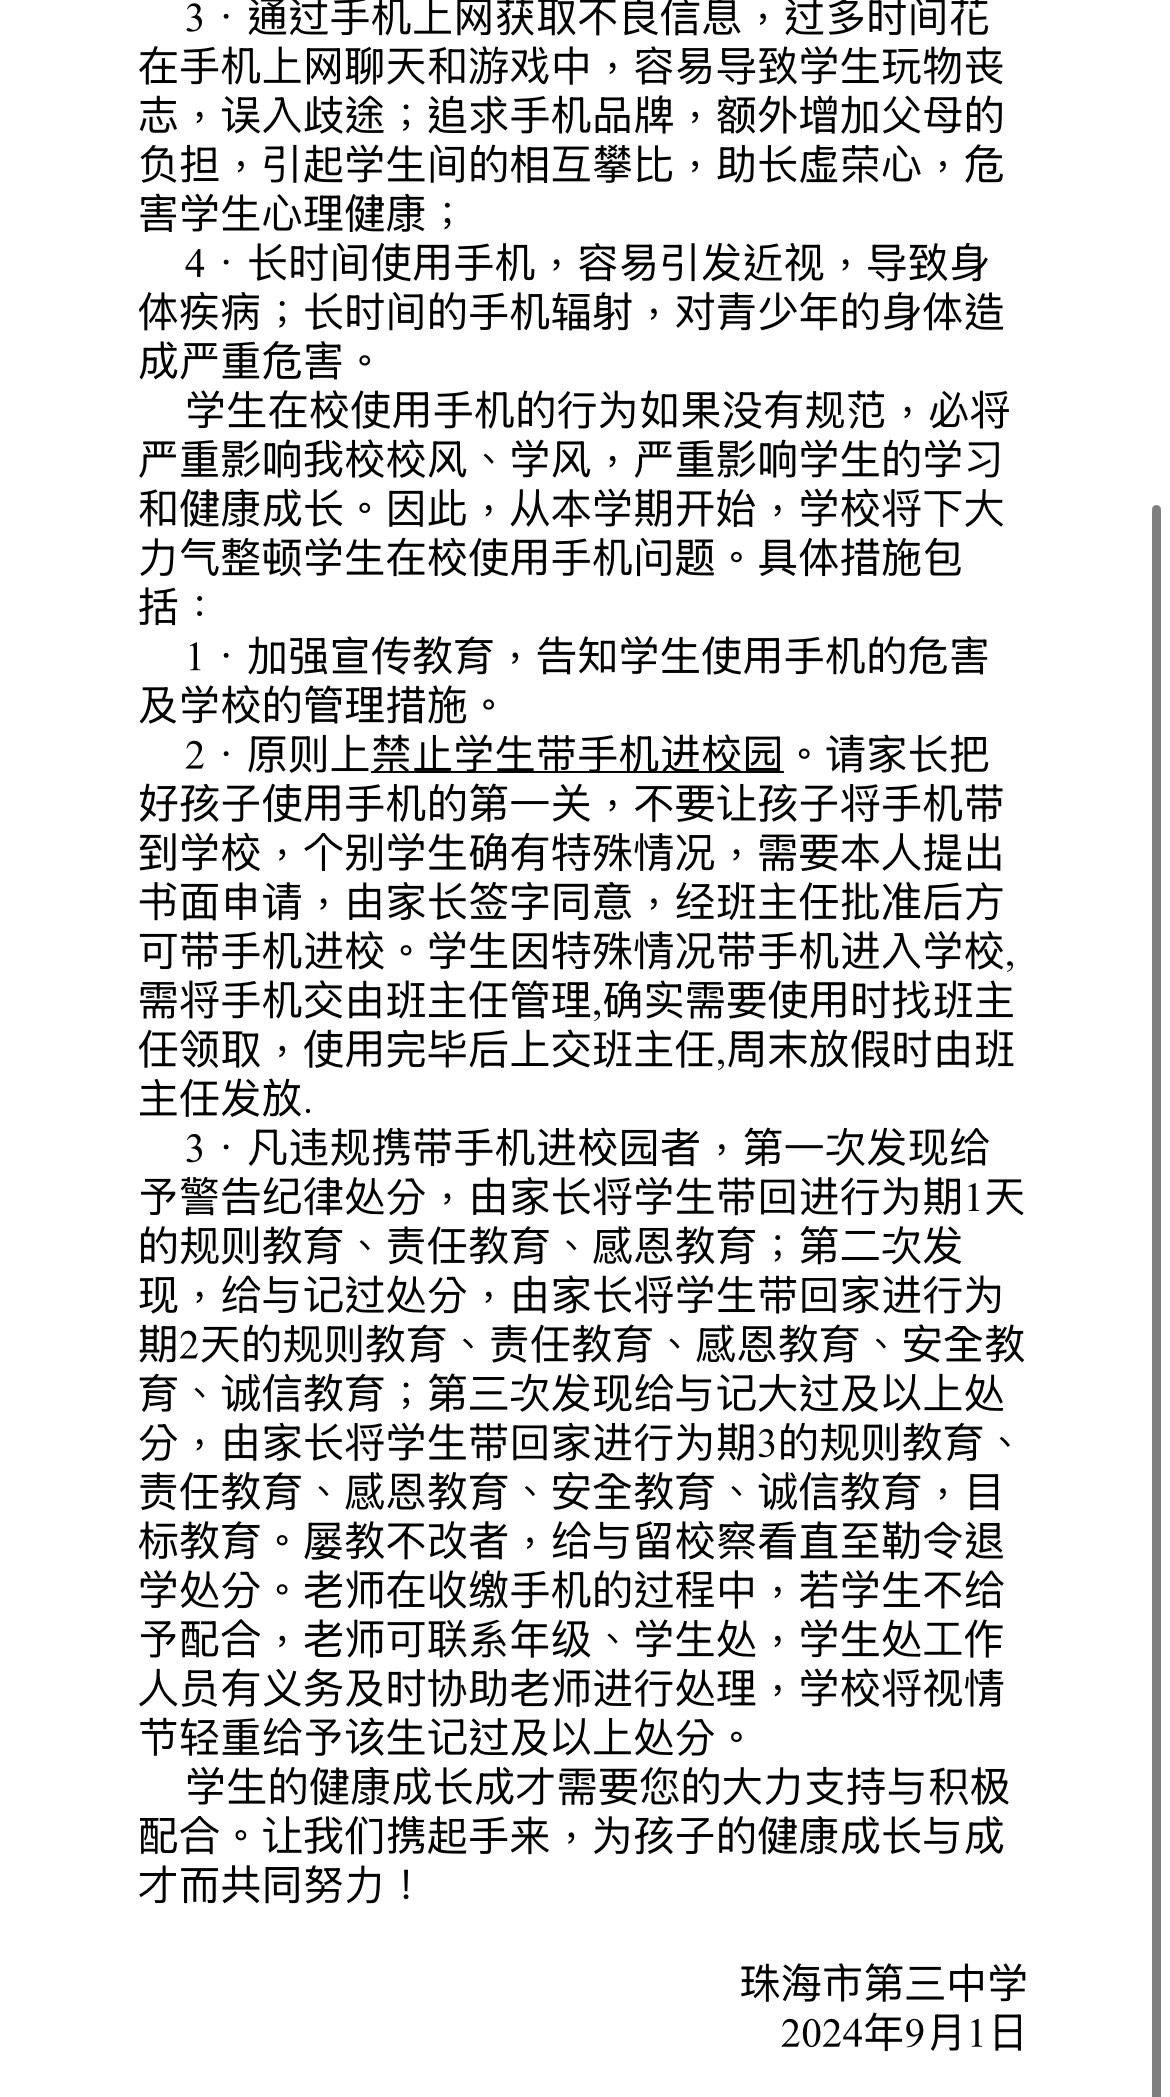 3．通过手机上网获取不良信息，过多时间花
在手机上网聊天和游戏中，容易导致学生玩物丧
志，误入歧途；追求手机品牌，额外增加父母的
负担，引起学生间的相互攀比，助长虚荣心，危
害学生心理健康；
4．长时间使用手机，容易引发近视，导致身
体疾病；长时间的手机辐射，对青少年的身体造
成严重危害。
学生在校使用手机的行为如果没有规范，必将
严重影响我校校风、学风，严重影响学生的学习
和健康成长。因此，从本学期开始，学校将下大
力气整顿学生在校使用手机问题。具体措施包
括：
1．加强宣传教育，告知学生使用手机的危害
及学校的管理措施。
2．原则上禁止学生带手机进校园。请家长把
好孩子使用手机的第一关，不要让孩子将手机带
到学校，个别学生确有特殊情况，需要本人提出
书面申请，由家长签字同意，经班主任批准后方
可带手机进校。学生因特殊情况带手机进入学校,
需将手机交由班主任管理,确实需要使用时找班主
任领取，使用完毕后上交班主任,周末放假时由班
主任发放.
3．凡违规携带手机进校园者，第一次发现给
予警告纪律处分，由家长将学生带回进行为期1天
的规则教育、责任教育、感恩教育；第二次发
现，给与记过处分，由家长将学生带回家进行为
期2天的规则教育、责任教育、感恩教育、安全教
育、诚信教育；第三次发现给与记大过及以上处
分，由家长将学生带回家进行为期3的规则教育、
责任教育、感恩教育、安全教育、诚信教育，目
标教育。屡教不改者，给与留校察看直至勒令退
学处分。老师在收缴手机的过程中，若学生不给
予配合，老师可联系年级、学生处，学生处工作
人员有义务及时协助老师进行处理，学校将视情
节轻重给予该生记过及以上处分。
学生的健康成长成才需要您的大力支持与积极
配合。让我们携起手来，为孩子的健康成长与成
才而共同努力！
珠海市第三中学
2024年9月1日